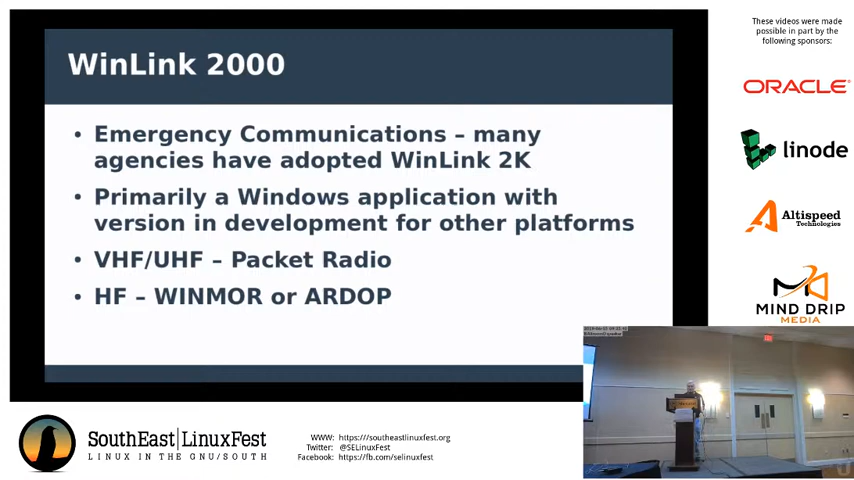 WinLink 2000
• Emergency Communications – many
agencies have adopted WinLink 2K
• Primarily a Windows application with
version in development for other platforms
• VHF/UHF – Packet Radio
• HF – WINMOR or ARDOP
These videos were made
possible in part by the
following sponsors:
ORACLE
linode
Altispeed
Technologies
MIND DRIP
MEDIA
SouthEast|LinuxFest
LINUX IN THE GNU/SOUTH
WWW: https://southeastlinuxfest.org
Twitter: @SELinuxFest
Facebook: https://fb.com/selinuxfest